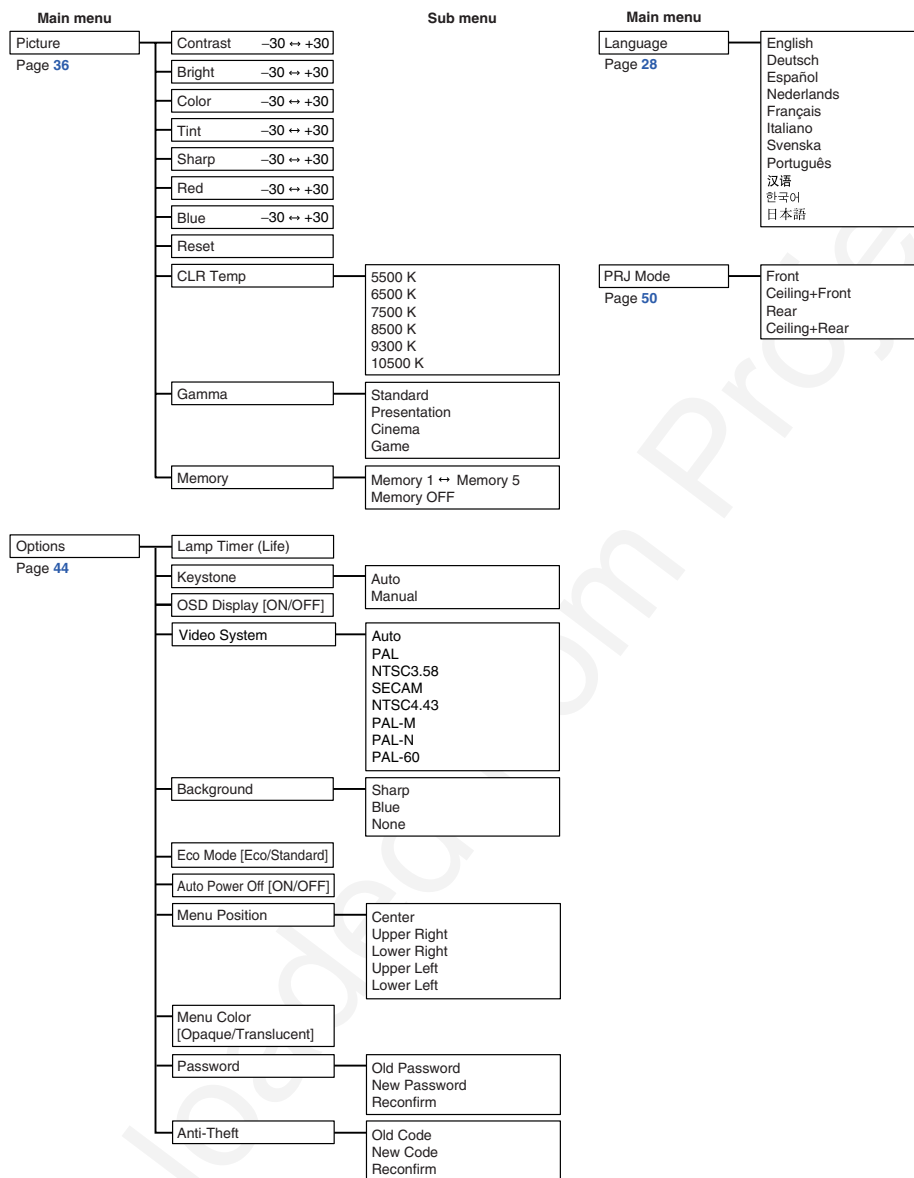 Main menu
Sub menu
Picture
Page 36
Contrast –30 ↔ +30
Bright –30 ↔ +30
Color –30 ↔ +30
Tint –30 ↔ +30
Sharp –30 ↔ +30
Red –30 ↔ +30
Blue –30 ↔ +30
Reset
CLR Temp
5500 K
6500 K
7500 K
8500 K
9300 K
10500 K
Gamma
Standard
Presentation
Cinema
Game
Memory
Memory 1 ↔ Memory 5
Memory OFF
Options
Page 44
Lamp Timer (Life)
Keystone
Auto
Manual
OSD Display [ON/OFF]
Video System
Auto
PAL
NTSC3.58
SECAM
NTSC4.43
PAL-M
PAL-N
PAL-60
Background
Sharp
Blue
None
Eco Mode [Eco/Standard]
Auto Power Off [ON/OFF]
Menu Position
Center
Upper Right
Lower Right
Upper Left
Lower Left
Menu Color
[Opaque/Translucent]
Password
Old Password
New Password
Reconfirm
Anti-Theft
Old Code
New Code
Reconfirm
Main menu
Language
Page 28
English
Deutsch
Español
Nederlands
Français
Italiano
Svenska
Português
汉语
한국어
日本語
PRJ Mode
Page 50
Front
Ceiling+Front
Rear
Ceiling+Rear